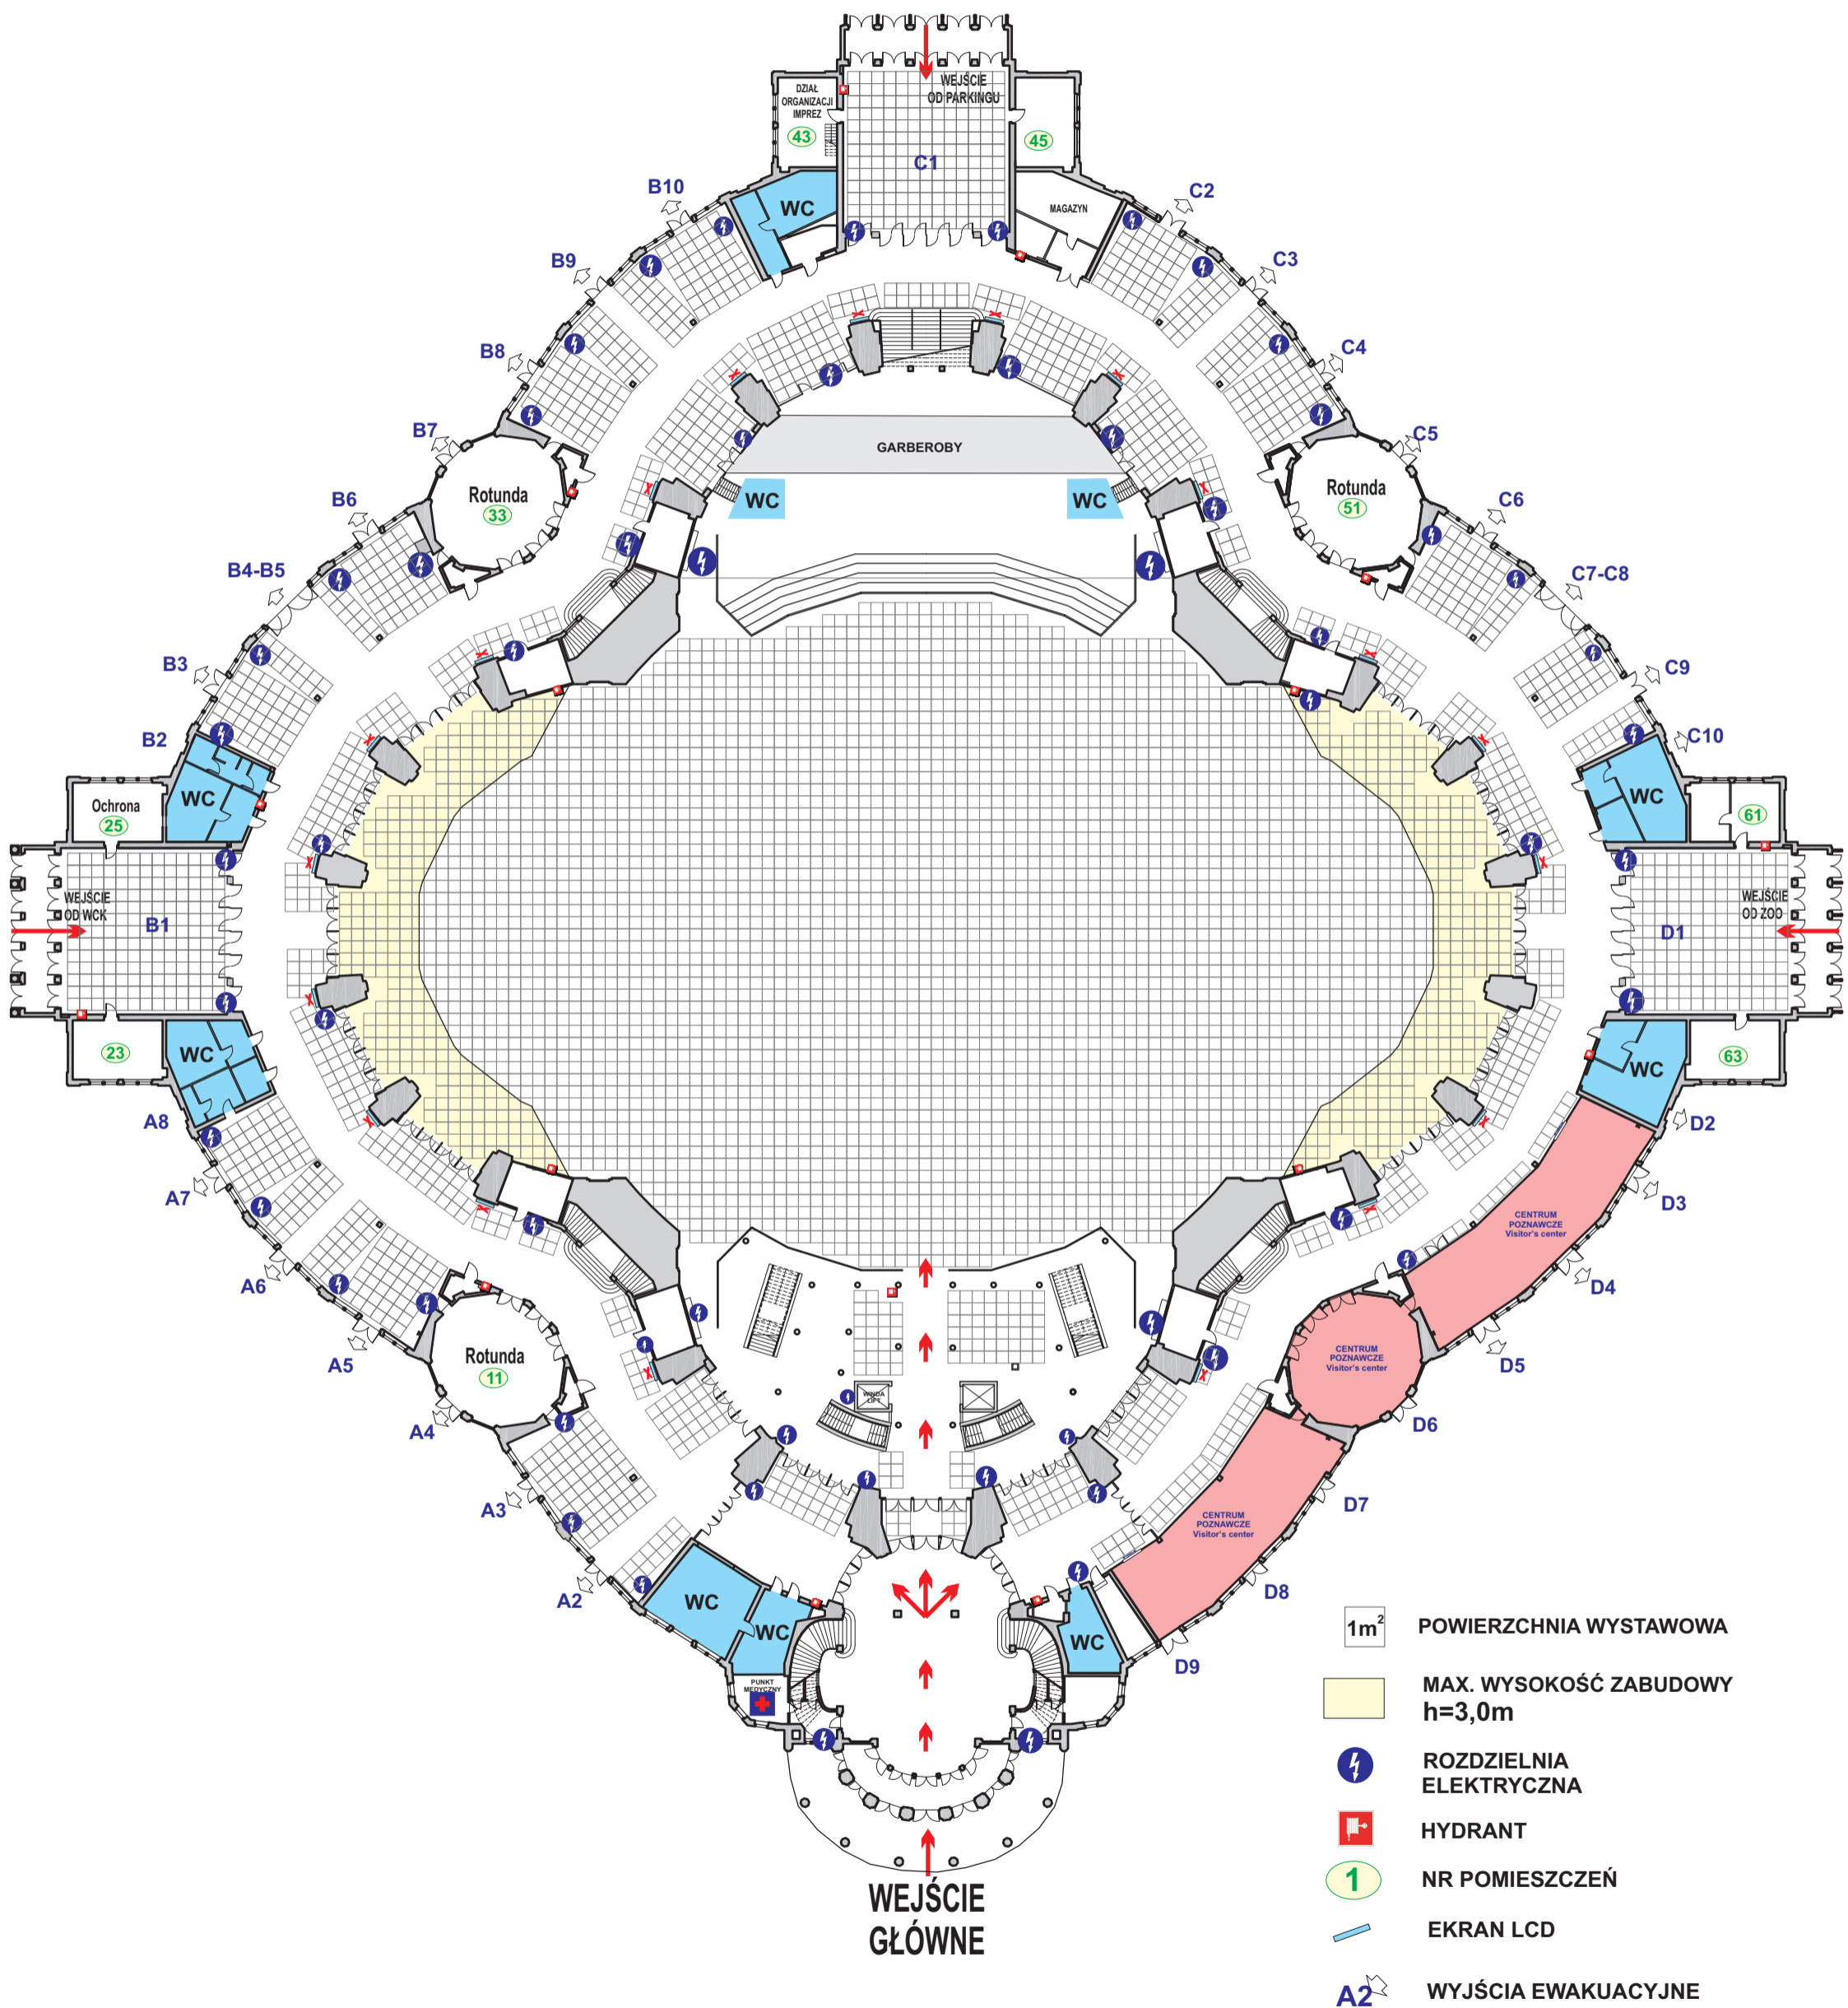 WEJŚCIE
OD PARKINGU
DZIAŁ
ORGANIZACJI
IMPREZ
43
45
C1
B10
WC
MAGAZYN
C2
B9
C3
B8
C4
B7
C5
GARBEROBY
Rotunda
33
WC
WC
Rotunda
51
B6
C6
B4-B5
C7-C8
B3
C9
B2
C10
Ochrona
25
WC
WC
61
WEJŚCIE
OD WCK
B1
WEJŚCIE
OD ZOO
D1
23
WC
WC
63
A8
D2
A7
D3
CENTRUM
POZNAWCZE
Visitor's center
A6
D4
A5
D5
Rotunda
11
CENTRUM
POZNAWCZE
Visitor's center
WINDA
LIFT
A4
D6
A3
D7
CENTRUM
POZNAWCZE
Visitor's center
A2
D8
WC
WC
WC
D9
PUNKT
MEDYCZNY
WEJŚCIE
GŁÓWNE
1m²
POWIERZCHNIA WYSTAWOWA
MAX. WYSOKOŚĆ ZABUDOWY
h=3,0m
ROZDZIELNIA
ELEKTRYCZNA
HYDRANT
1
NR POMIESZCZEŃ
EKRAN LCD
A2
WYJŚCIA EWAKUACYJNE